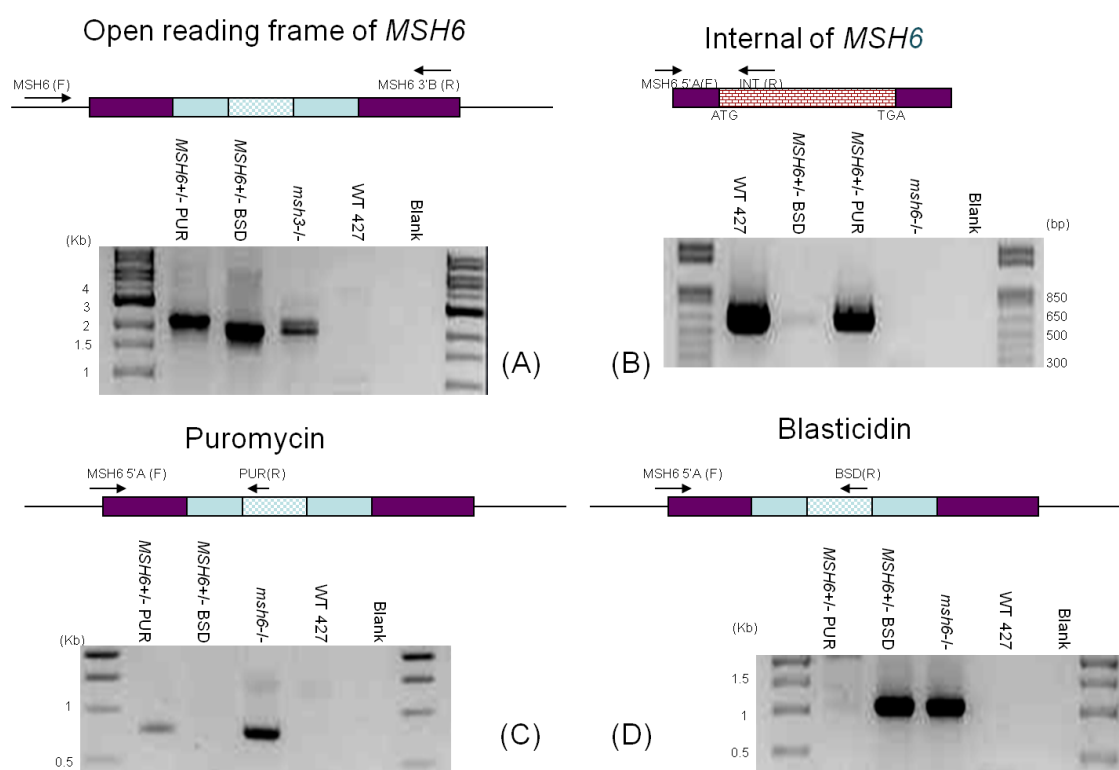 Open reading frame of MSH6
MSH6 (F)
MSH6 3'B (R)
MSH6+/- PUR
MSH6+/- BSD
msh3-/-
WT 427
Blank
(Kb)
4
3
2
1.5
1
(A)
Internal of MSH6
MSH6 5'A(F)
INT (R)
ATG
TGA
WT 427
MSH6+/- BSD
MSH6+/- PUR
msh6-/-
Blank
(bp)
850
650
500
300
(B)
Puromycin
MSH6 5'A (F)
PUR(R)
MSH6+/- PUR
MSH6+/- BSD
msh6-/-
WT 427
Blank
(Kb)
1
0.5
(C)
Blasticidin
MSH6 5'A (F)
BSD(R)
MSH6+/- PUR
MSH6+/- BSD
msh6-/-
WT 427
Blank
(Kb)
1.5
1
0.5
(D)